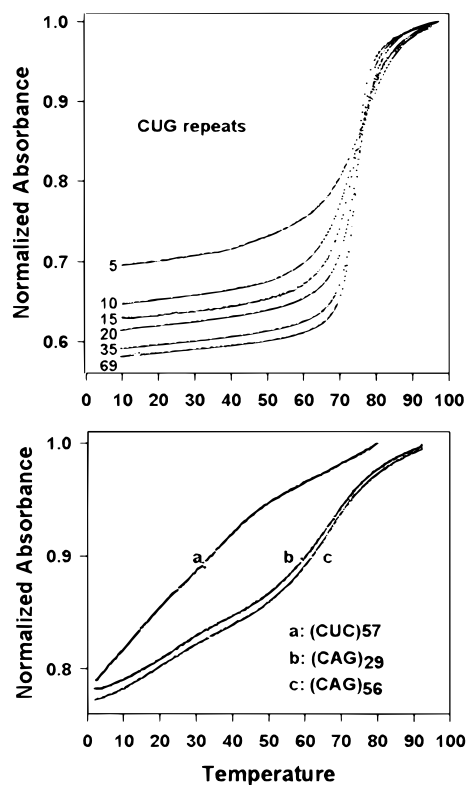 Normalized Absorbance
1.0
0.9
0.8
0.7
0.6
CUG repeats
5
10
15
20
35
69
0 10 20 30 40 50 60 70 80 90 100
Normalized Absorbance
1.0
0.9
0.8
a
b
c
a: (CUC)57
b: (CAG)29
c: (CAG)56
0 10 20 30 40 50 60 70 80 90 100
Temperature